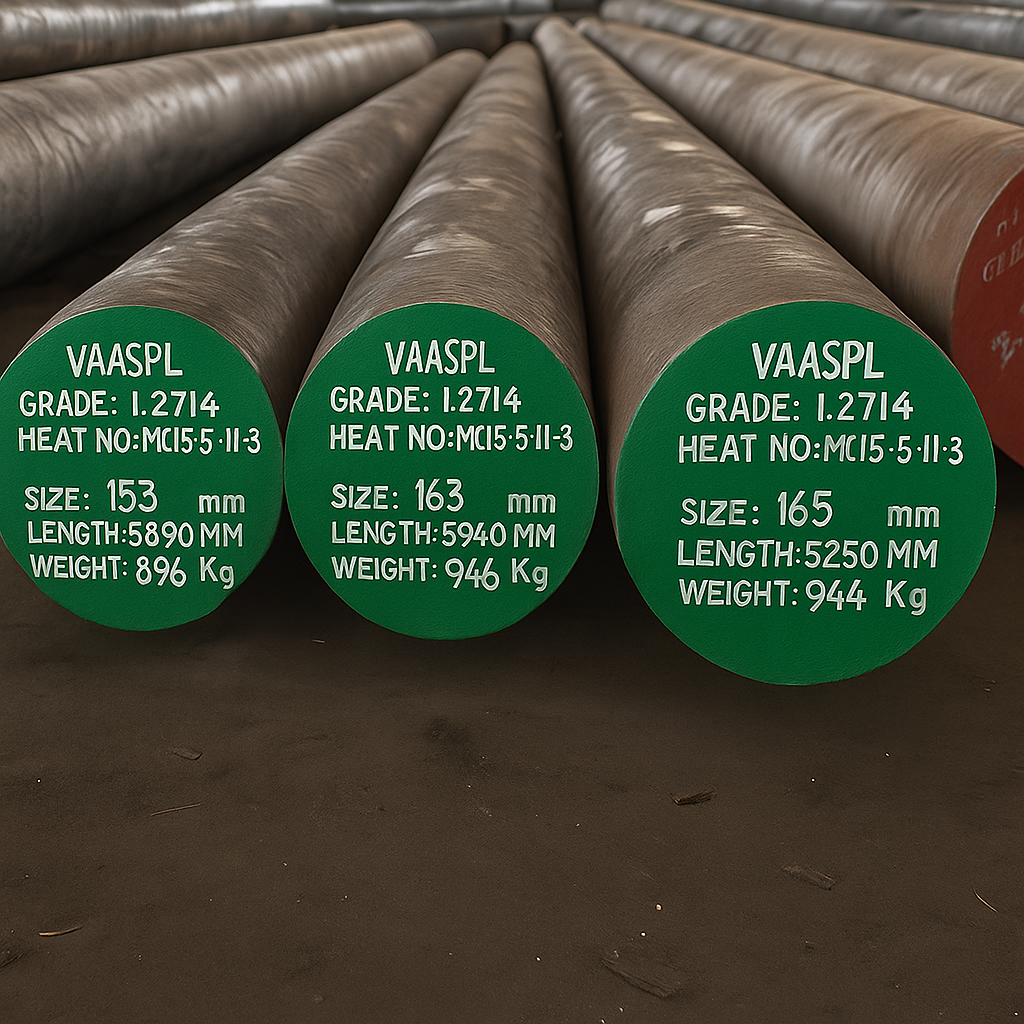 VAASPL
GRADE: 1.2714
HEAT NO:MC15·5·11-3
SIZE: 153 mm
LENGTH:5890 MM
WEIGHT: 896 Kg
VAASPL
GRADE: 1.2714
HEAT NO:MC15·5·11-3
SIZE: 163 mm
LENGTH:5940 MM
WEIGHT: 946 Kg
VAASPL
GRADE: 1.2714
HEAT NO:MC15·5·11·3
SIZE: 165 mm
LENGTH:5250 MM
WEIGHT: 944 Kg